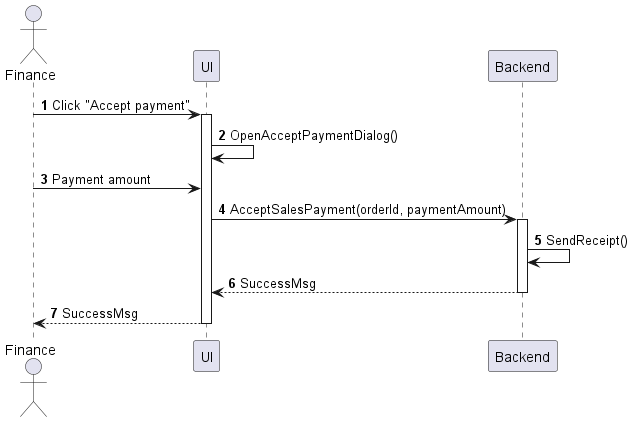 Finance
UI
Backend
1 Click "Accept payment"
2 OpenAcceptPaymentDialog()
3 Payment amount
4 AcceptSalesPayment(orderId, paymentAmount)
5 SendReceipt()
6 SuccessMsg
7 SuccessMsg
Finance
UI
Backend